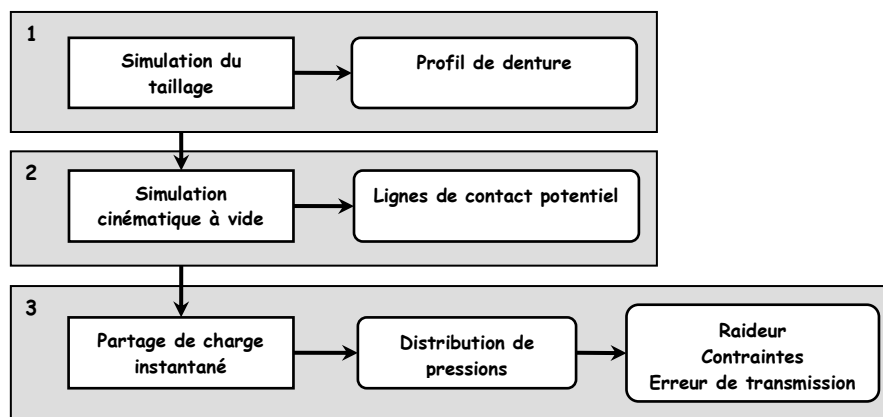 1
Simulation du
taillage
Profil de denture
2
Simulation
cinématique à vide
Lignes de contact potentiel
3
Partage de charge
instantané
Distribution de
pressions
Raideur
Contraintes
Erreur de transmission